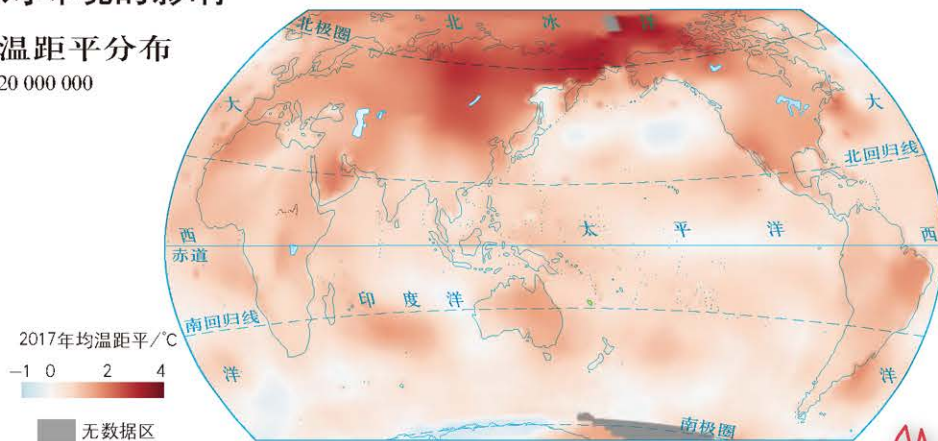 温距平分布
20 000 000
北极圈
北 冰 洋
大
大
北回归线
西
赤道
太 平 洋
西
印 度 洋
南回归线
洋
洋
南极圈
2017年均温距平/℃
-1 0 2 4
无数据区